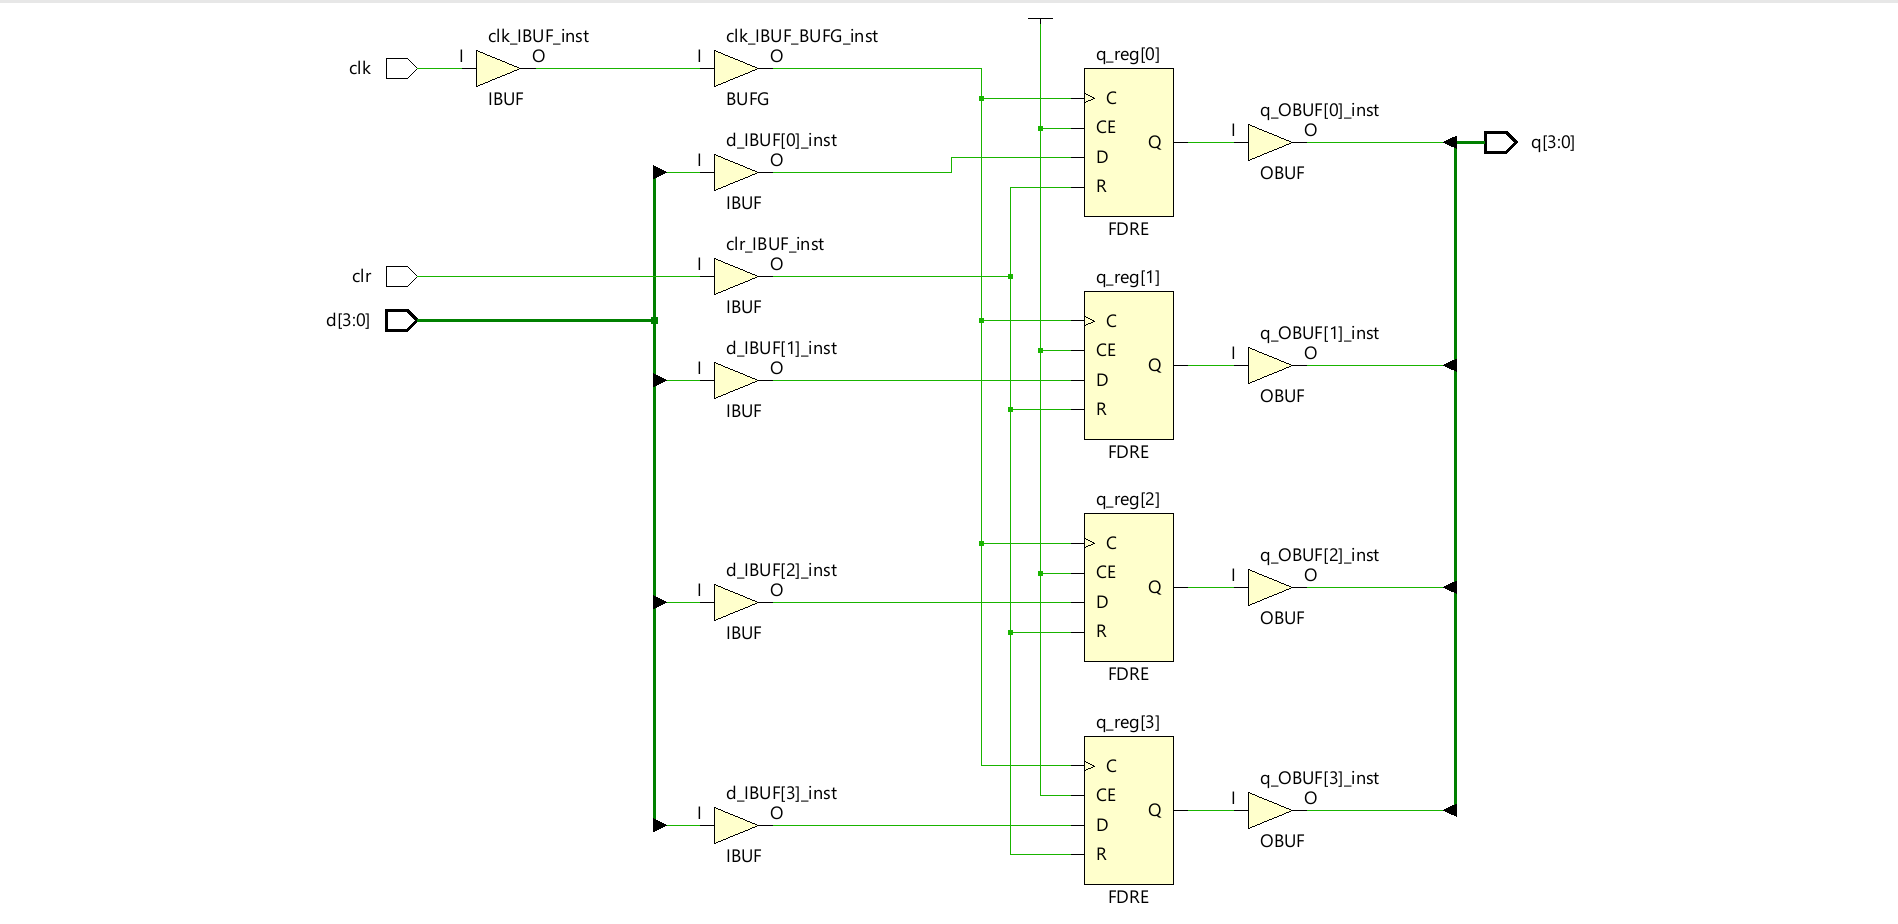 clk
I
clk_IBUF_inst
O
IBUF
I
clk_IBUF_BUFG_inst
O
BUFG
I
d_IBUF[0]_inst
O
IBUF
clr
I
clr_IBUF_inst
O
IBUF
d[3:0]
I
d_IBUF[1]_inst
O
IBUF
I
d_IBUF[2]_inst
O
IBUF
I
d_IBUF[3]_inst
O
IBUF
q_reg[0]
C
CE
D
R
Q
FDRE
q_reg[1]
C
CE
D
R
Q
FDRE
q_reg[2]
C
CE
D
R
Q
FDRE
q_reg[3]
C
CE
D
R
Q
FDRE
I
q_OBUF[0]_inst
O
OBUF
q[3:0]
I
q_OBUF[1]_inst
O
OBUF
I
q_OBUF[2]_inst
O
OBUF
I
q_OBUF[3]_inst
O
OBUF